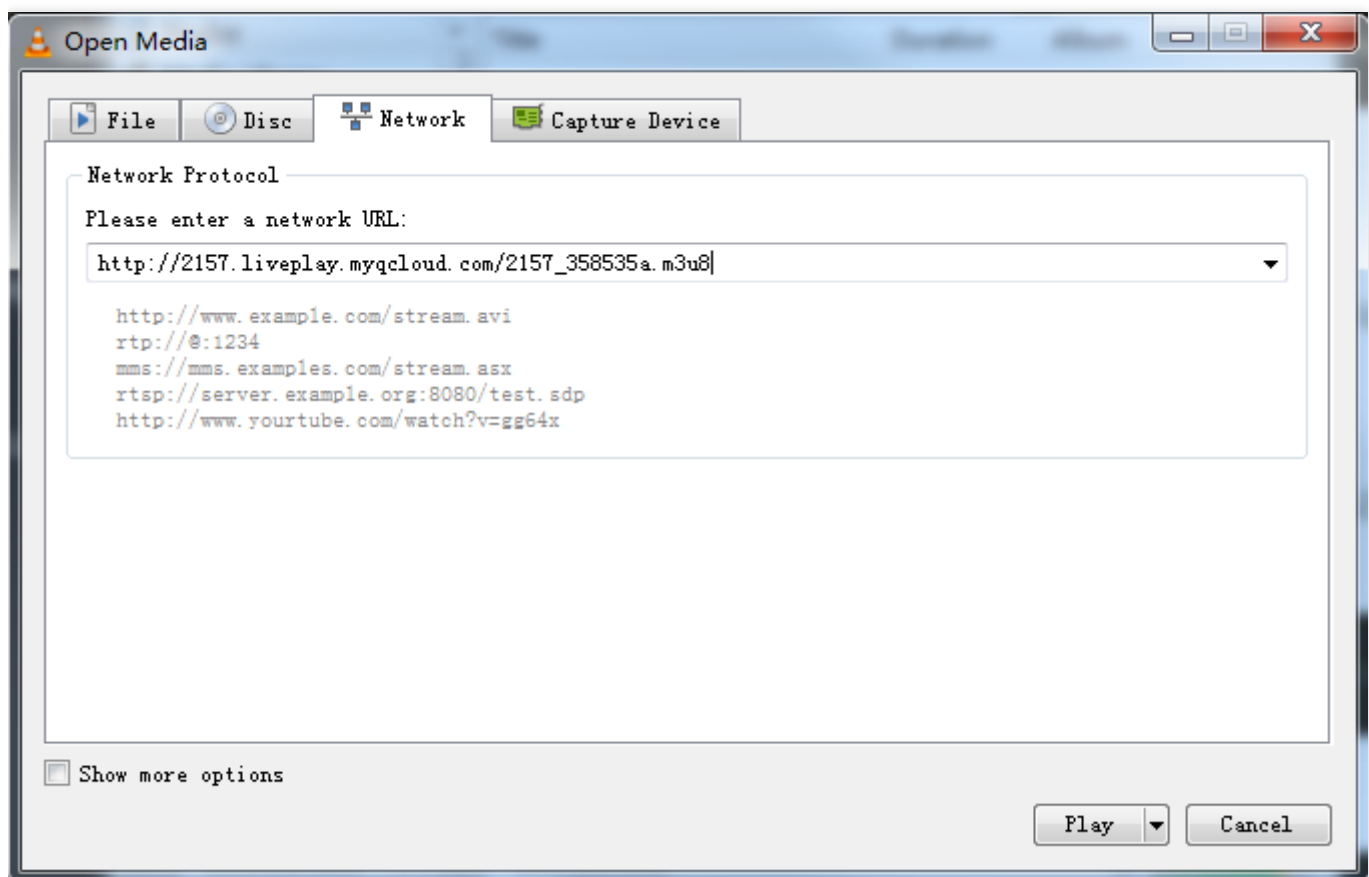 Open Media
File Disc Network Capture Device
Network Protocol
Please enter a network URL:
http://2157.liveplay.myqcloud.com/2157_358535a.m3u8
http://www.example.com/stream.avi
rtp://@:1234
mms://mms.examples.com/stream.asx
rtsp://server.example.org:8080/test.sdp
http://www.yourtube.com/watch?v=gg64x
Show more options
Play Cancel